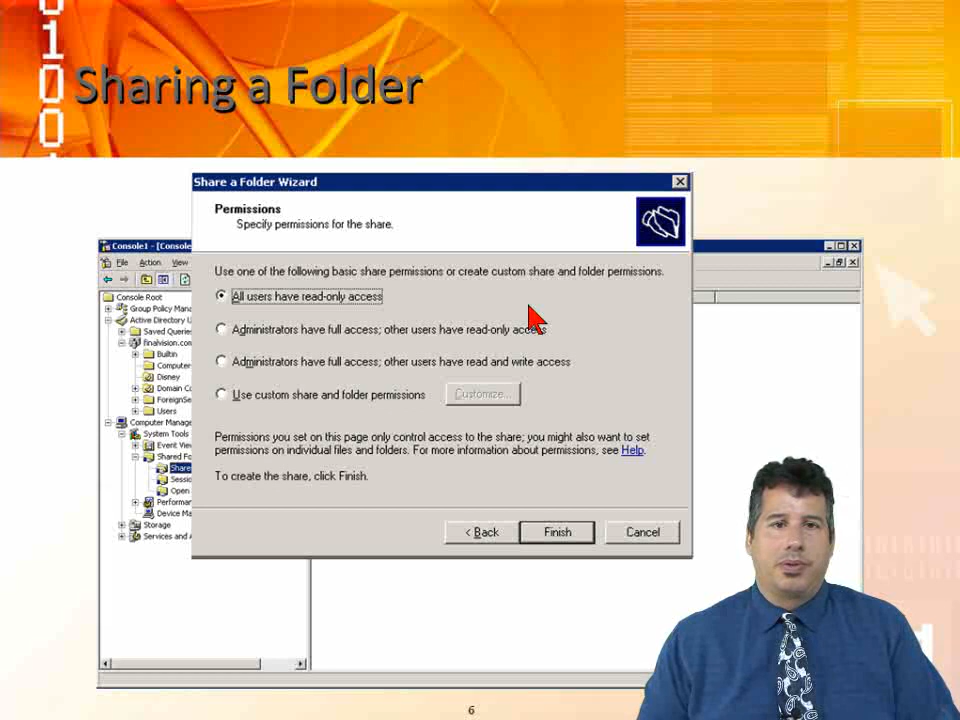 Sharing a Folder
Share a Folder Wizard
Permissions
Specify permissions for the share.
Use one of the following basic share permissions or create custom share and folder permissions.
All users have read-only access
Administrators have full access; other users have read-only access
Administrators have full access; other users have read and write access
Use custom share and folder permissions
Customize...
Permissions you set on this page only control access to the share; you might also want to set
permissions on individual files and folders. For more information about permissions, see Help.
To create the share, click Finish.
< Back
Finish
Cancel
Console1 - [Console
File Action View
Console Root
Group Policy Mana
Active Directory U
Saved Querie
finalvision.com
Builtin
Computer
Disney
Domain Co
ForeignSe
Users
Computer Manage
System Tools
Event Vie
Shared Fo
Share
Sessio
Open
Performan
Device Ma
Storage
Services and A
6